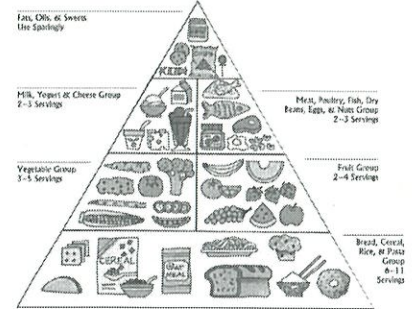 Fats, Oils, & Sweets
Use Sparingly
Milk, Yogurt & Cheese Group
2-3 Servings
Meat, Poultry, Fish, Dry
Beans, Eggs, & Nuts Group
2-3 Servings
Vegetable Group
3-5 Servings
Fruit Group
2-4 Servings
Bread, Cereal,
Rice, & Pasta
Group
6-11
Servings
CEREAL
MEAL